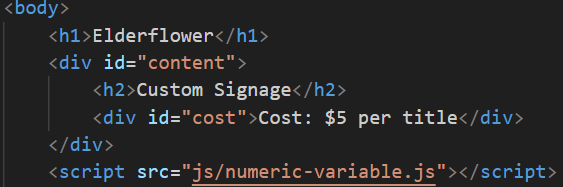 <body>
<h1>Elderflower</h1>
<div id="content">
<h2>Custom Signage</h2>
<div id="cost">Cost: $5 per title</div>
</div>
<script src="js/numeric-variable.js"></script>